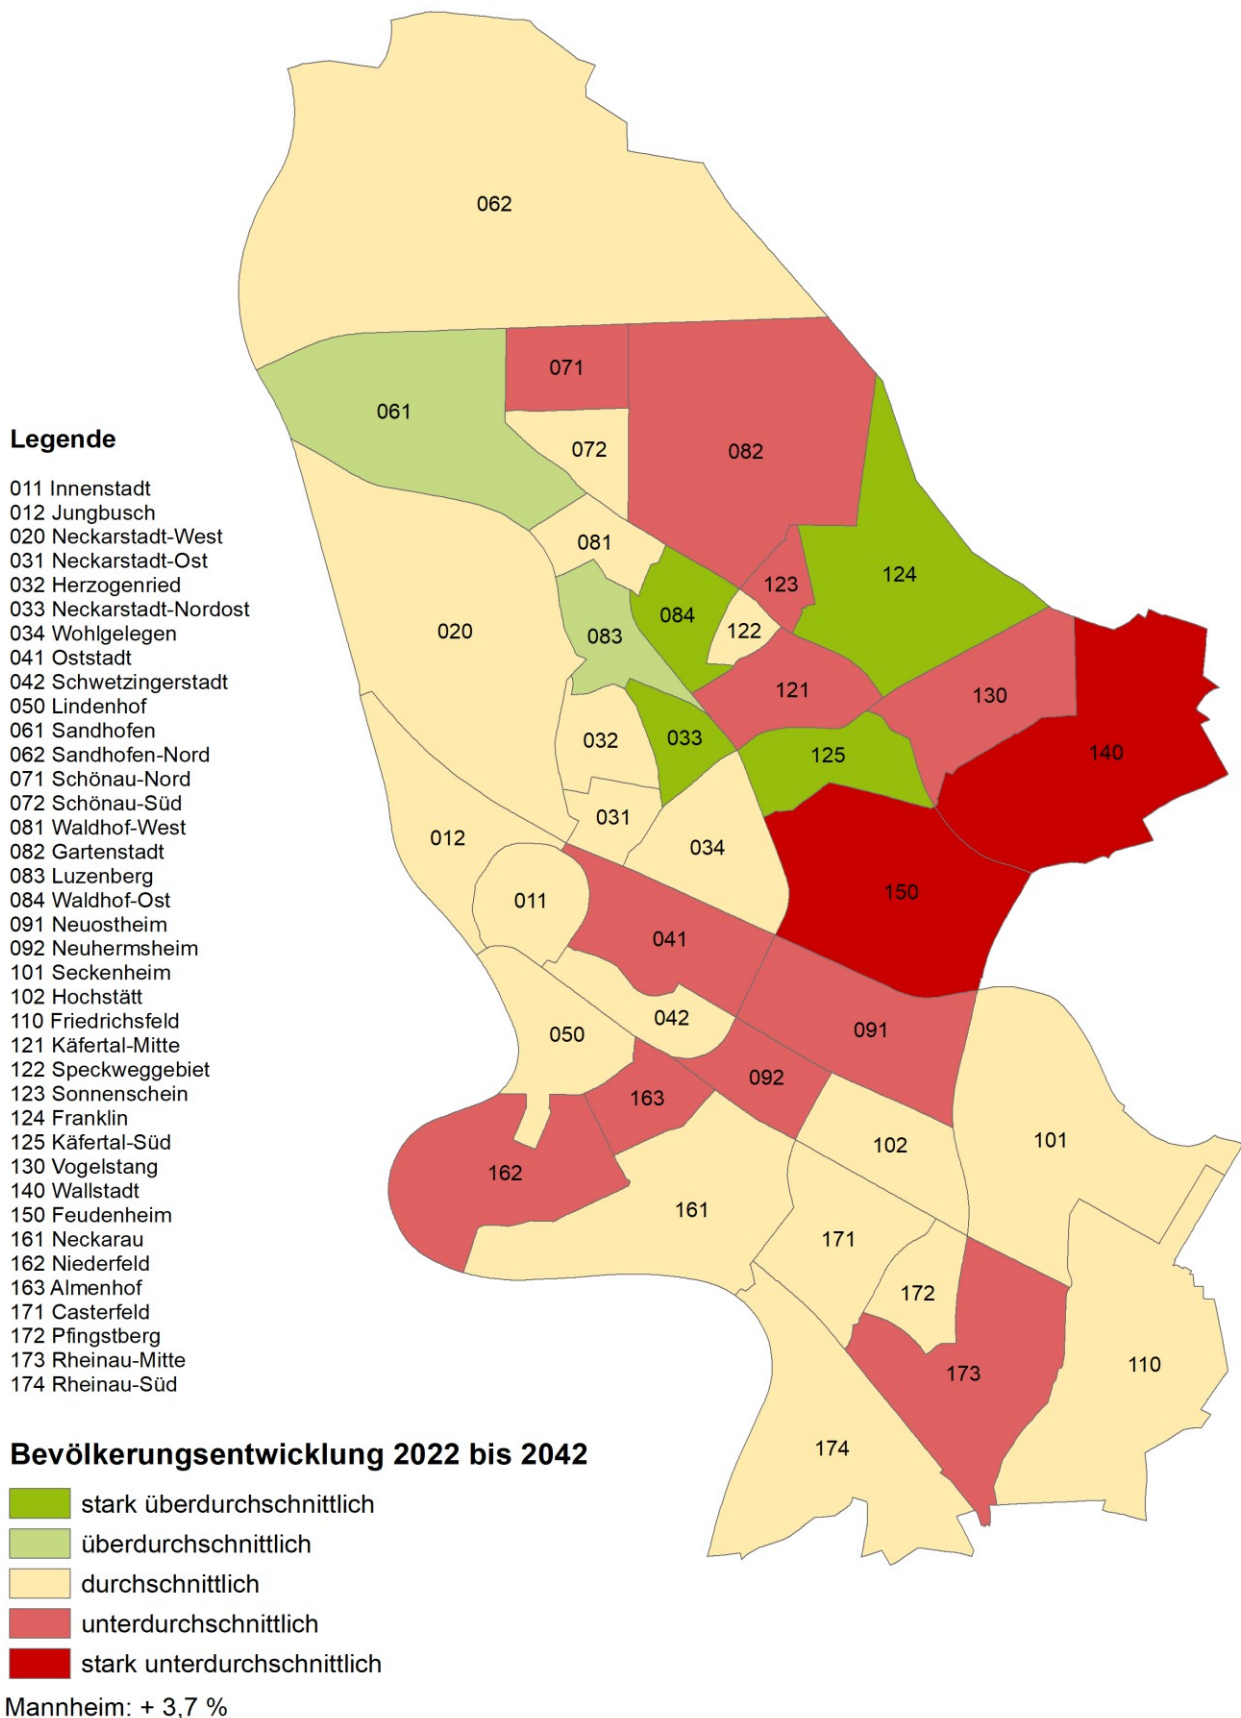 062
071
061
072
082
081
123
124
084
122
083
020
121
130
033
032
125
140
031
012
034
011
150
041
042
091
050
092
163
102
101
162
161
171
172
173
110
174
Legende
011 Innenstadt
012 Jungbusch
020 Neckarstadt-West
031 Neckarstadt-Ost
032 Herzogenried
033 Neckarstadt-Nordost
034 Wohlgelegen
041 Oststadt
042 Schwetzingerstadt
050 Lindenhof
061 Sandhofen
062 Sandhofen-Nord
071 Schönau-Nord
072 Schönau-Süd
081 Waldhof-West
082 Gartenstadt
083 Luzenberg
084 Waldhof-Ost
091 Neuostheim
092 Neuhermsheim
101 Seckenheim
102 Hochstätt
110 Friedrichsfeld
121 Käfertal-Mitte
122 Speckweggebiet
123 Sonnenschein
124 Franklin
125 Käfertal-Süd
130 Vogelstang
140 Wallstadt
150 Feudenheim
161 Neckarau
162 Niederfeld
163 Almenhof
171 Casterfeld
172 Pfingstberg
173 Rheinau-Mitte
174 Rheinau-Süd
Bevölkerungsentwicklung 2022 bis 2042
stark überdurchschnittlich
überdurchschnittlich
durchschnittlich
unterdurchschnittlich
stark unterdurchschnittlich
Mannheim: + 3,7 %